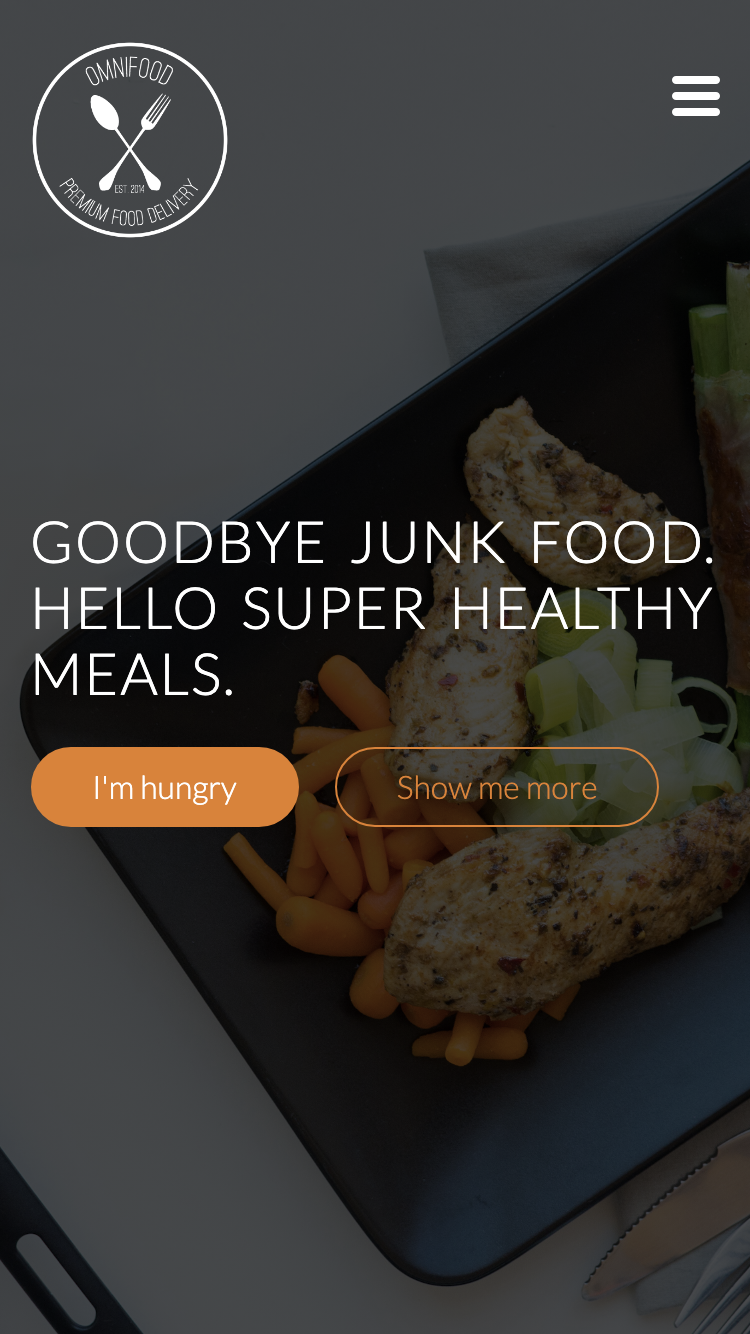 OMNIFOOD
EST. 2014
PREMIUM FOOD DELIVERY
GOODBYE JUNK FOOD.
HELLO SUPER HEALTHY
MEALS.
I'm hungry
Show me more